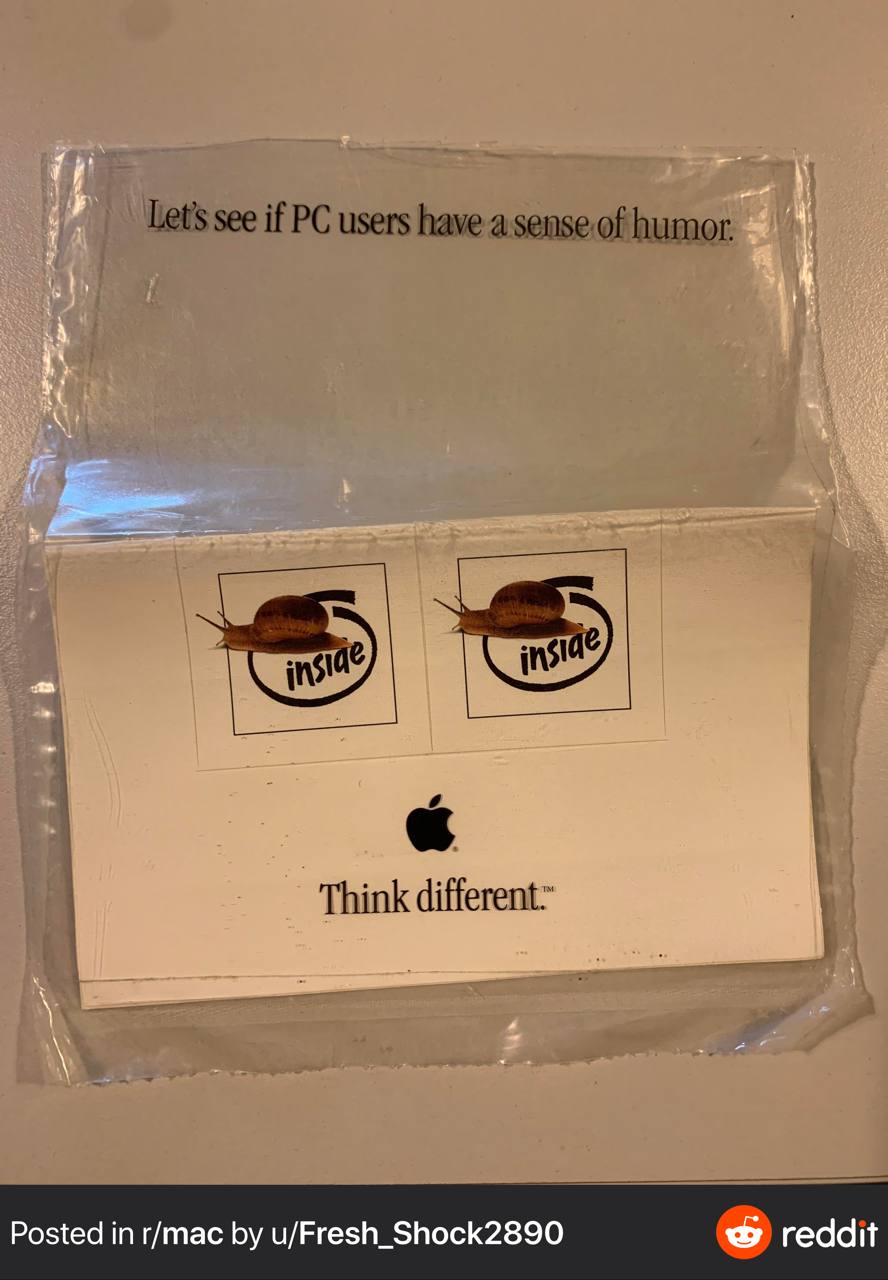 Let's see if PC users have a sense of humor.
inside
inside
Think different.™
Posted in r/mac by u/Fresh_Shock2890
reddit